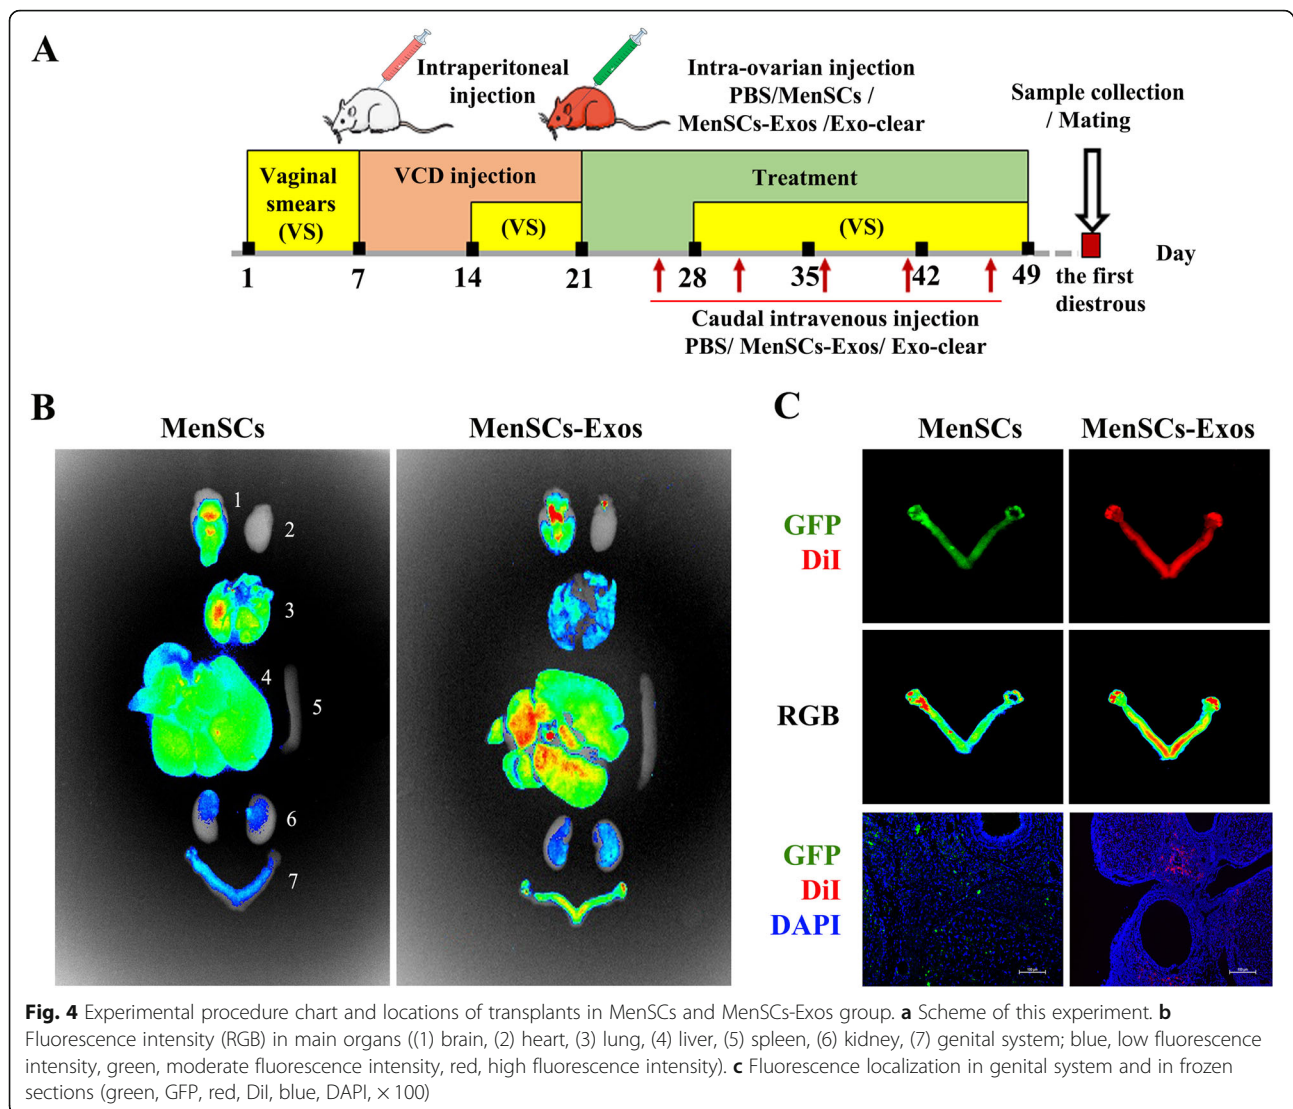 A
Intraperitoneal
injection
Intra-ovarian injection
PBS/MenSCs /
MenSCs-Exos /Exo-clear
Sample collection
/ Mating
Vaginal
smears
(VS)
VCD injection
(VS)
Treatment
(VS)
1 7 14 21 28 35 42 49
Day
the first
diestrous
Caudal intravenous injection
PBS/ MenSCs-Exos/ Exo-clear
B
MenSCs
MenSCs-Exos
1
2
3
4
5
6
7
C
MenSCs
MenSCs-Exos
GFP
DiI
RGB
GFP
DiI
DAPI
100 μm
100 μm
Fig. 4 Experimental procedure chart and locations of transplants in MenSCs and MenSCs-Exos group. a Scheme of this experiment. b
Fluorescence intensity (RGB) in main organs ((1) brain, (2) heart, (3) lung, (4) liver, (5) spleen, (6) kidney, (7) genital system; blue, low fluorescence
intensity, green, moderate fluorescence intensity, red, high fluorescence intensity). c Fluorescence localization in genital system and in frozen
sections (green, GFP, red, DiI, blue, DAPI, × 100)